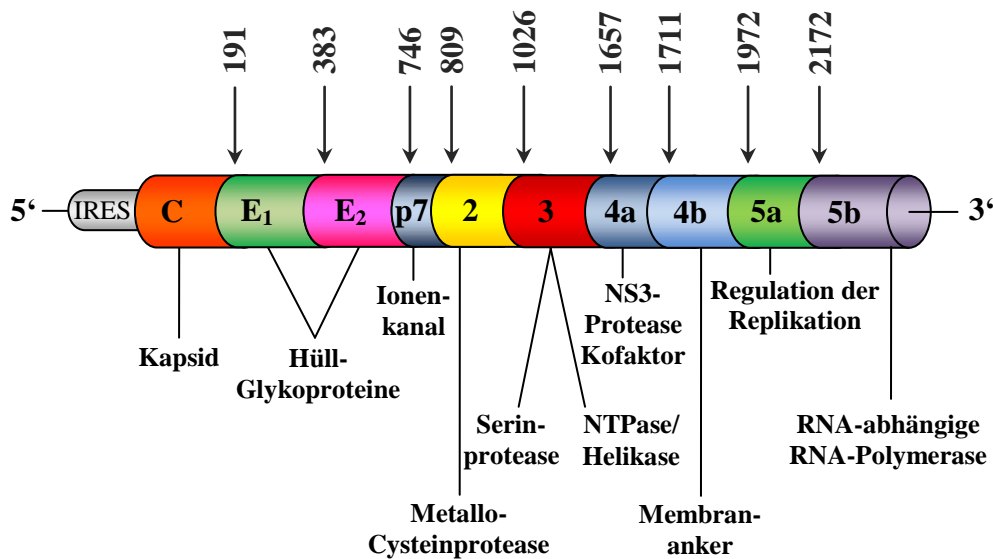 191
383
746
809
1026
1657
1711
1972
2172
5‘
IRES
C
E₁
E₂
p7
2
3
4a
4b
5a
5b
3‘
Kapsid
Hüll-
Glykoproteine
Ionen-
kanal
Metallo-
Cysteinprotease
Serin-
protease
NTPase/
Helikase
NS3-
Protease
Kofaktor
Membran-
anker
Regulation der
Replikation
RNA-abhängige
RNA-Polymerase